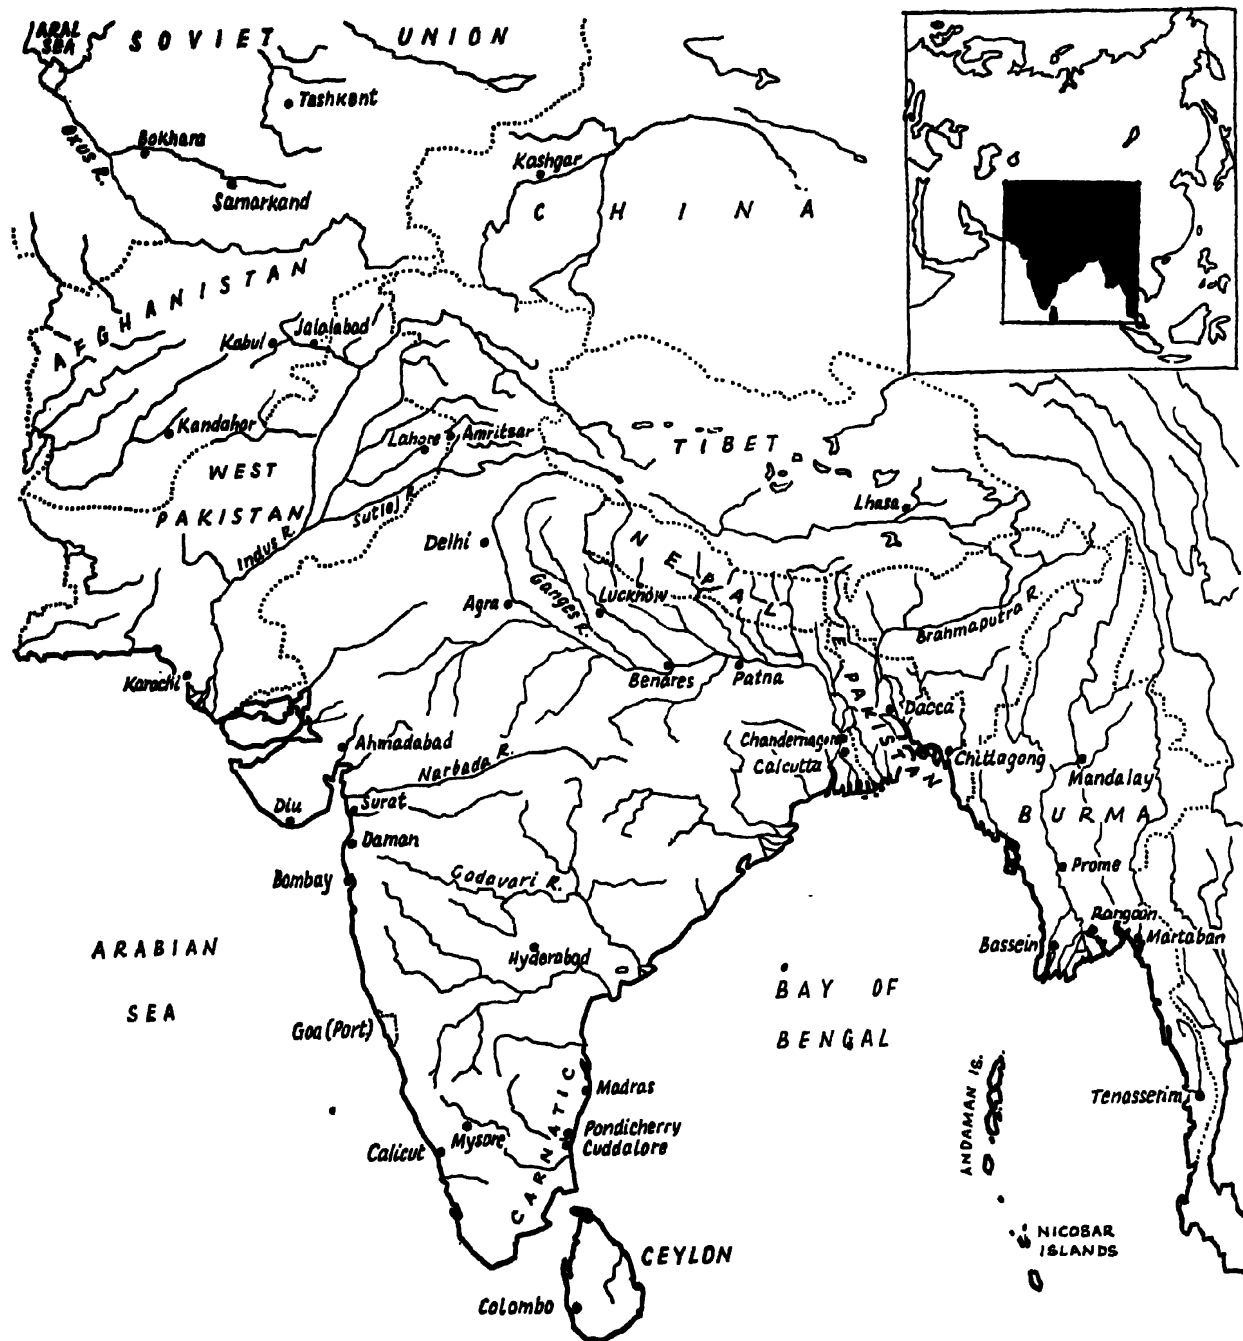 ARAL
SEA
SOVIET UNION
Tashkent
OXUS R.
Bokhara
Samarkand
Kashgar
CHINA
AFGHANISTAN
Jalalabad
Kabul
Kandahar
Lahore
Amritsar
WEST
PAKISTAN
TIBET
Lhasa
Indus R.
Sutlej R.
Delhi
NEPAL
Agra
Ganges R.
Lucknow
Brahmaputra R.
Karachi
Benares
Patna
E PAKISTAN
Dacca
Ahmadabad
Chandernagore
Calcutta
Chittagong
Narbada R.
Mandalay
Diu
Surat
BURMA
Daman
Bombay
Godavari R.
Prome
Rangoon
Bassein
Martaban
ARABIAN
SEA
Hyderabad
BAY OF
BENGAL
Goa (Port)
CARNATIC
Madras
ANDAMAN IS.
Tenasserim
Mysore
Pondicherry
Cuddalore
Calicut
NICOBAR
ISLANDS
CEYLON
Colombo